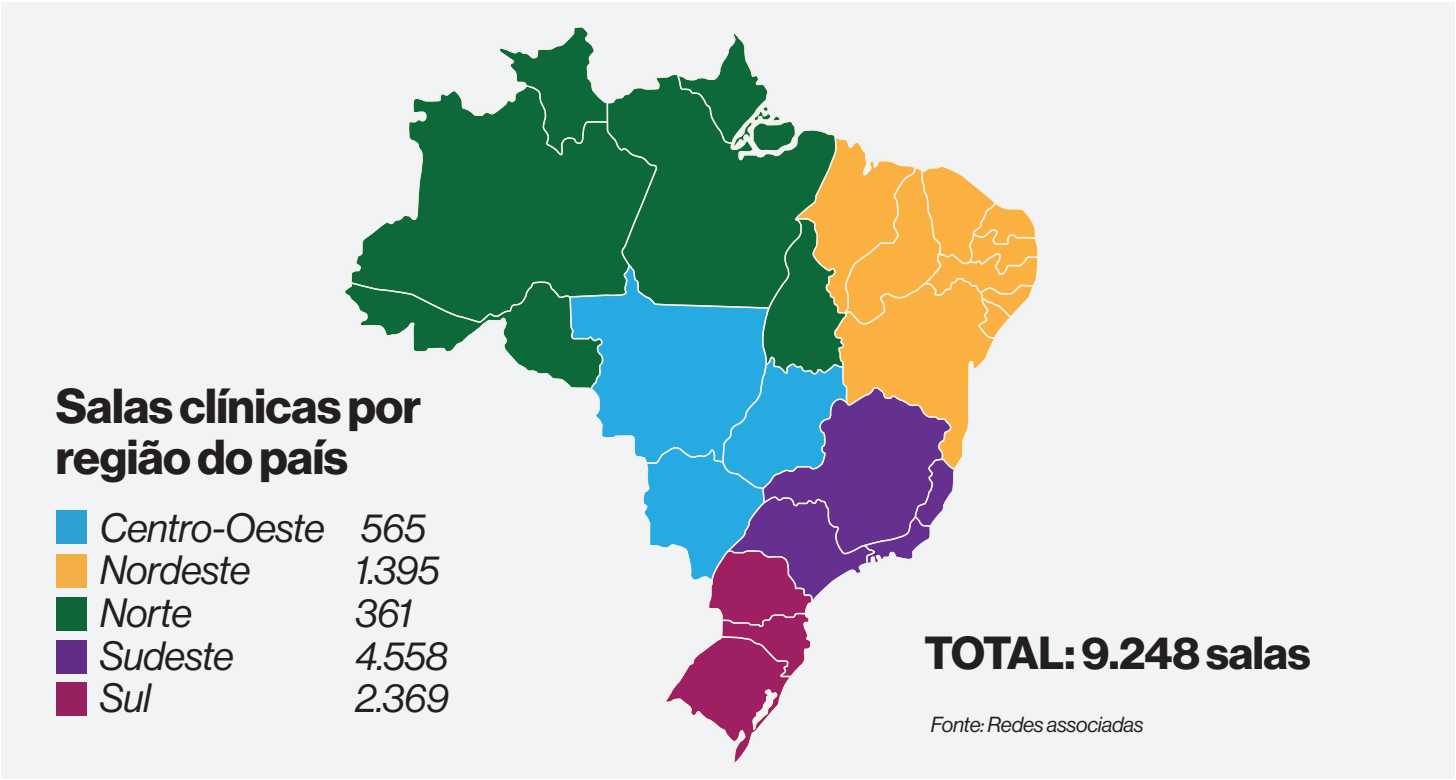 Salas clínicas por
região do país
Centro-Oeste 565
Nordeste 1.395
Norte 361
Sudeste 4.558
Sul 2.369
TOTAL: 9.248 salas
Fonte: Redes associadas